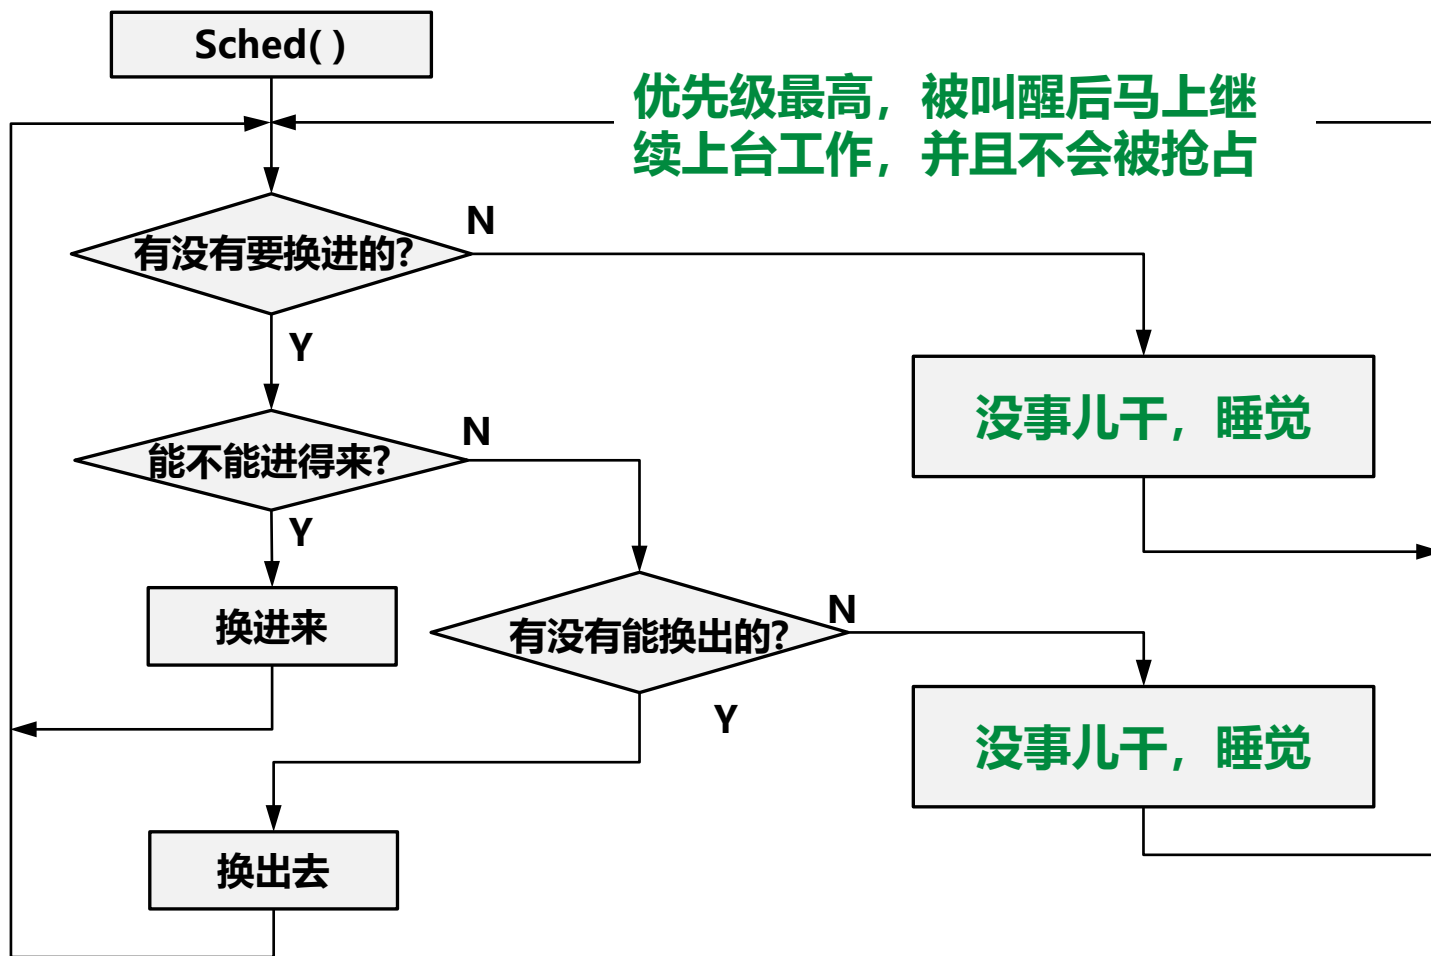 Sched( )
优先级最高，被叫醒后马上继
续上台工作，并且不会被抢占
N
有没有要换进的?
Y
没事儿干，睡觉
N
能不能进得来?
Y
换进来
N
有没有能换出的?
Y
没事儿干，睡觉
换出去